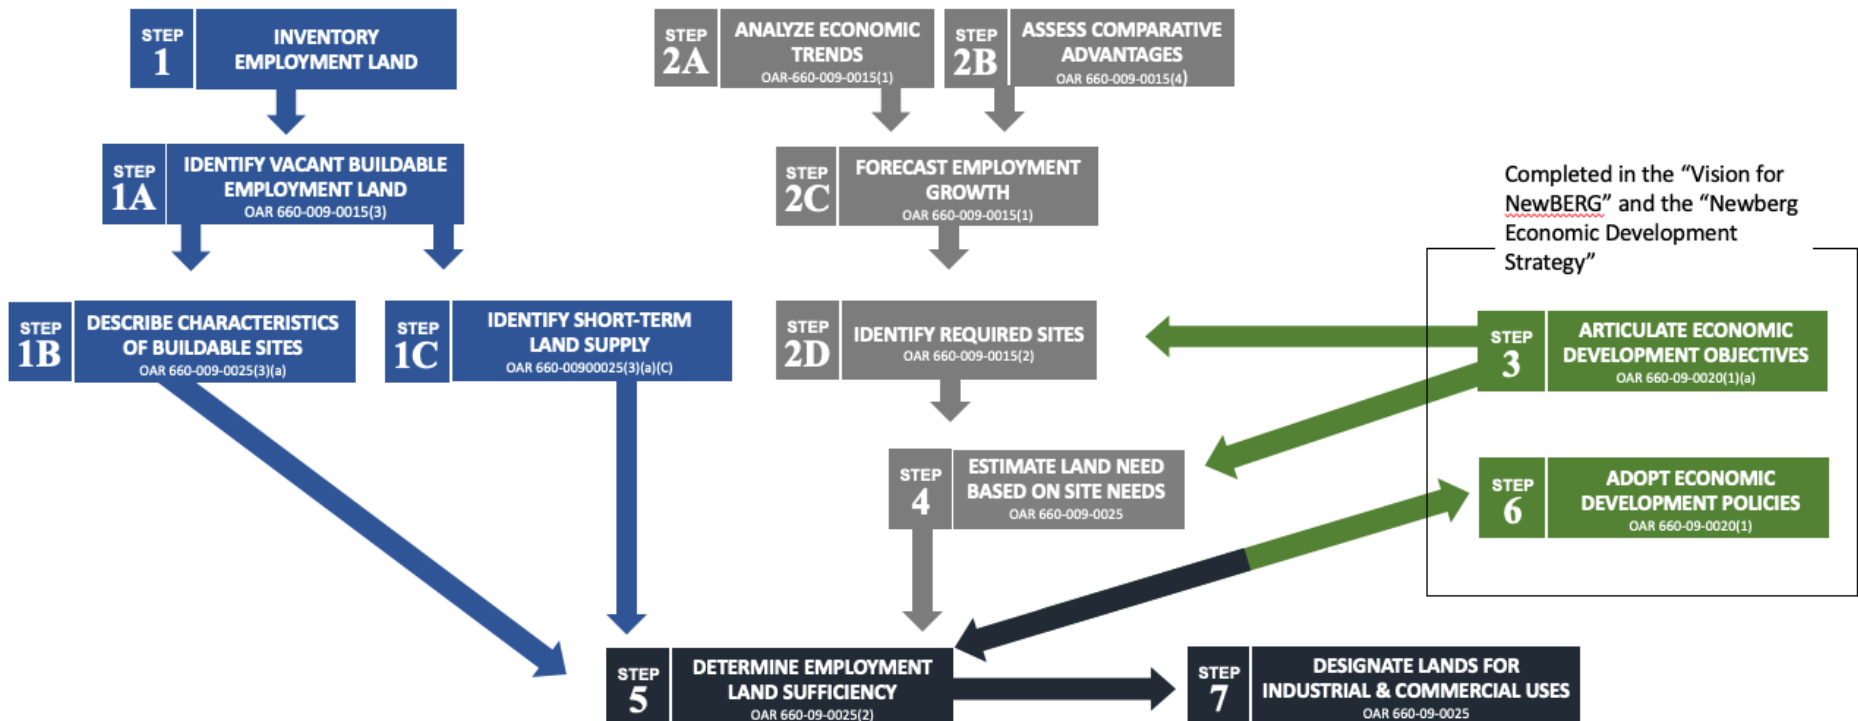 STEP
1
INVENTORY
EMPLOYMENT LAND
STEP
2A
ANALYZE ECONOMIC
TRENDS
OAR-660-009-0015(1)
STEP
2B
ASSESS COMPARATIVE
ADVANTAGES
OAR 660-009-0015(4)
STEP
1A
IDENTIFY VACANT BUILDABLE
EMPLOYMENT LAND
OAR 660-009-0015(3)
STEP
2C
FORECAST EMPLOYMENT
GROWTH
OAR 660-009-0015(1)
Completed in the “Vision for
NewBERG” and the “Newberg
Economic Development
Strategy”
STEP
1B
DESCRIBE CHARACTERISTICS
OF BUILDABLE SITES
OAR 660-009-0025(3)(a)
STEP
1C
IDENTIFY SHORT-TERM
LAND SUPPLY
OAR 660-00900025(3)(a)(C)
STEP
2D
IDENTIFY REQUIRED SITES
OAR 660-009-0015(2)
STEP
3
ARTICULATE ECONOMIC
DEVELOPMENT OBJECTIVES
OAR 660-09-0020(1)(a)
STEP
4
ESTIMATE LAND NEED
BASED ON SITE NEEDS
OAR 660-009-0025
STEP
6
ADOPT ECONOMIC
DEVELOPMENT POLICIES
OAR 660-09-0020(1)
STEP
5
DETERMINE EMPLOYMENT
LAND SUFFICIENCY
OAR 660-09-0025(2)
STEP
7
DESIGNATE LANDS FOR
INDUSTRIAL & COMMERCIAL USES
OAR 660-09-0025